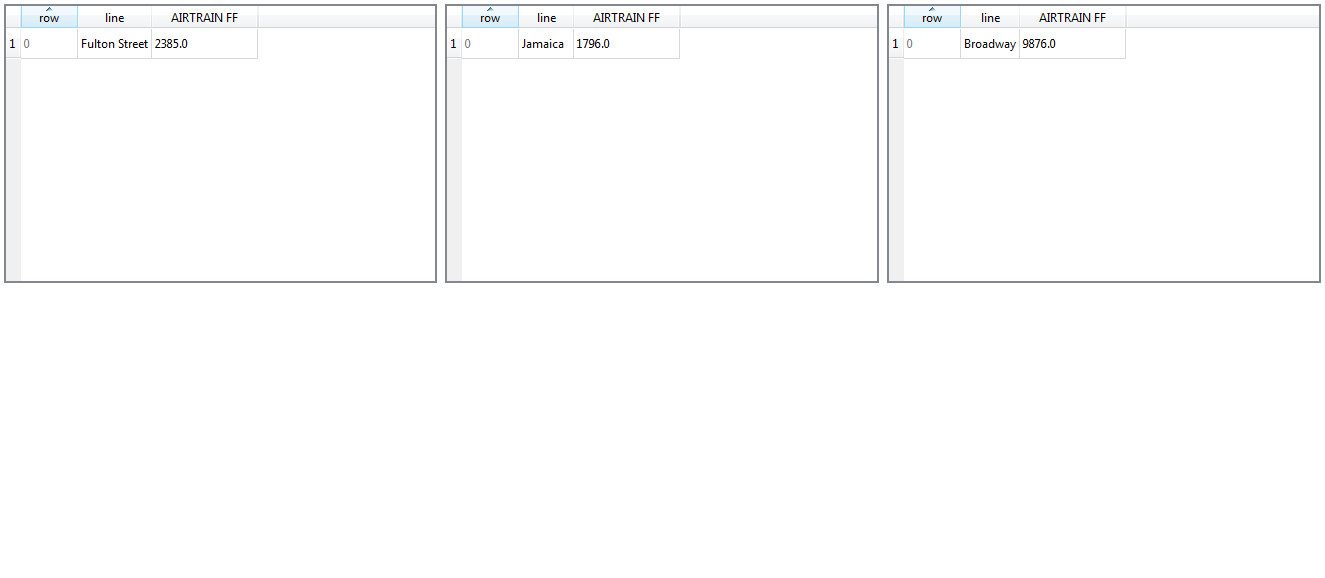 row line AIRTRAIN FF
1 0 Fulton Street 2385.0
row line AIRTRAIN FF
1 0 Jamaica 1796.0
row line AIRTRAIN FF
1 0 Broadway 9876.0